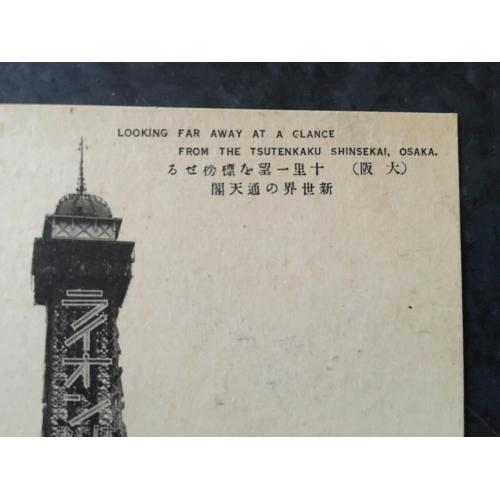 LOOKING FAR AWAY AT A GLANCE
FROM THE TSUTENKAKU SHINSEKAI, OSAKA.
(大阪) 十里一望を標榜せる
新世界の通天閣
ライオン